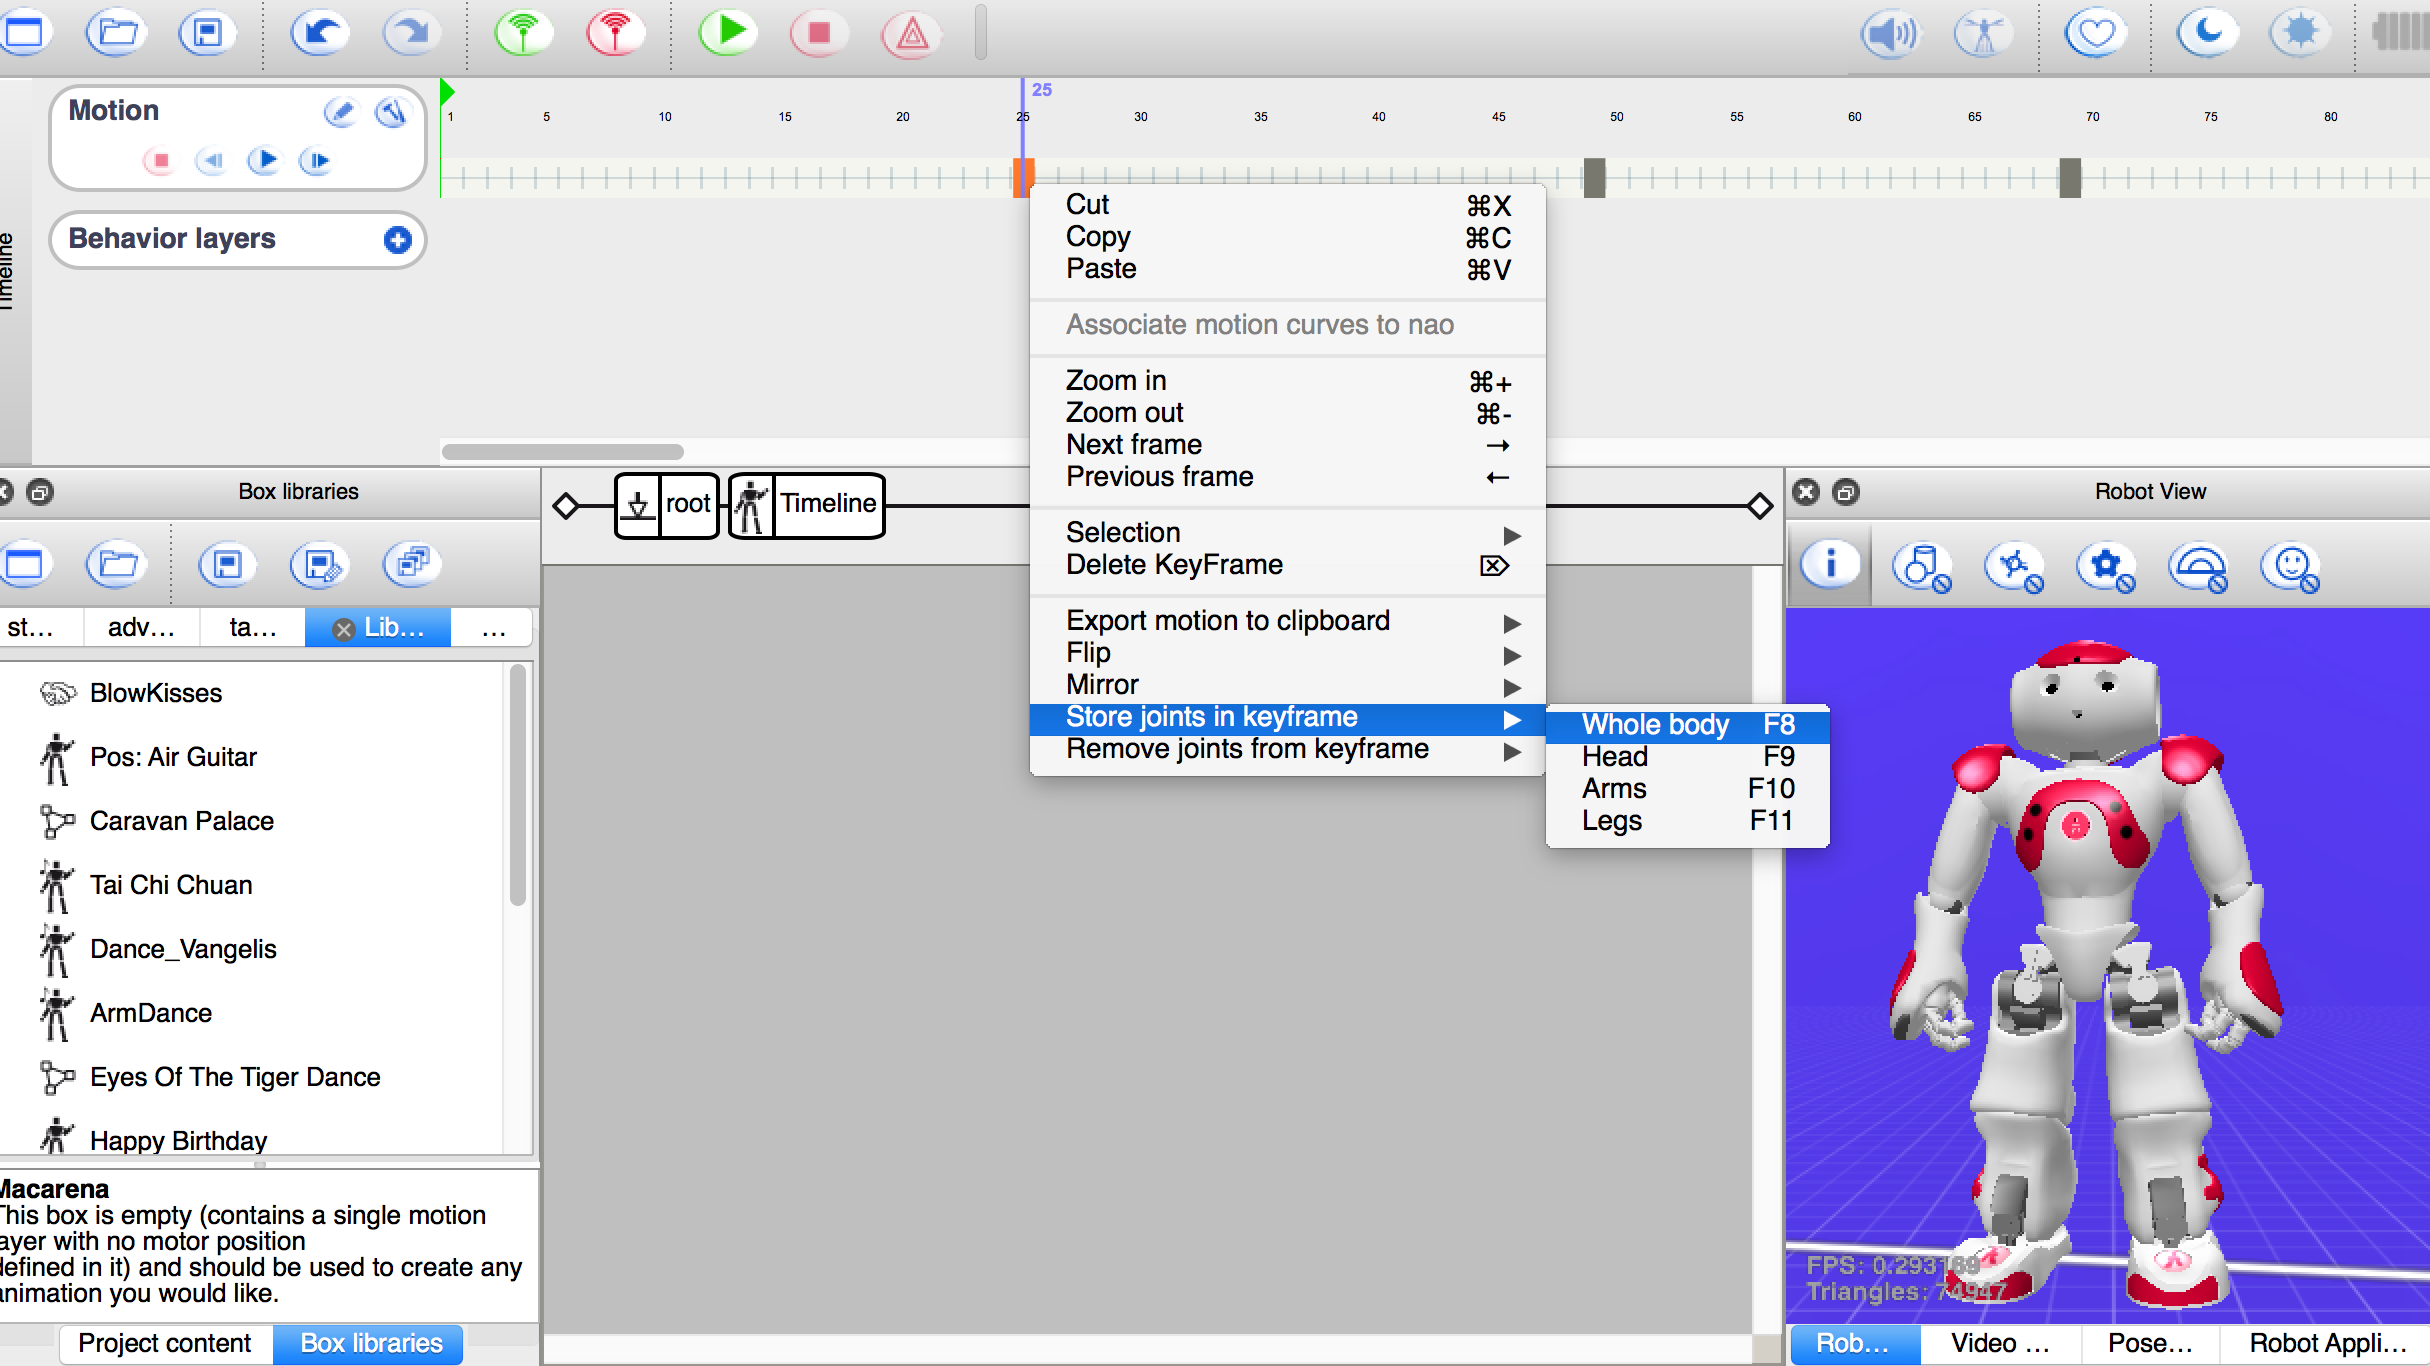 25
1 5 10 15 20 25 30 35 40 45 50 55 60 65 70 75 80
Motion
Behavior layers
Timeline
Cut ⌘X
Copy ⌘C
Paste ⌘V
Associate motion curves to nao
Zoom in ⌘+
Zoom out ⌘-
Next frame →
Previous frame ←
Selection
Delete KeyFrame ⌦
Export motion to clipboard
Flip
Mirror
Store joints in keyframe
Remove joints from keyframe
Whole body F8
Head F9
Arms F10
Legs F11
Box libraries
root
Timeline
Robot View
st...
adv...
ta...
Lib...
...
BlowKisses
Pos: Air Guitar
Caravan Palace
Tai Chi Chuan
Dance_Vangelis
ArmDance
Eyes Of The Tiger Dance
Happy Birthday
Macarena
This box is empty (contains a single motion
layer with no motor position
defined in it) and should be used to create any
animation you would like.
Project content
Box libraries
FPS: 0.293169
Triangles: 74947
Rob...
Video ...
Pose...
Robot Appli...